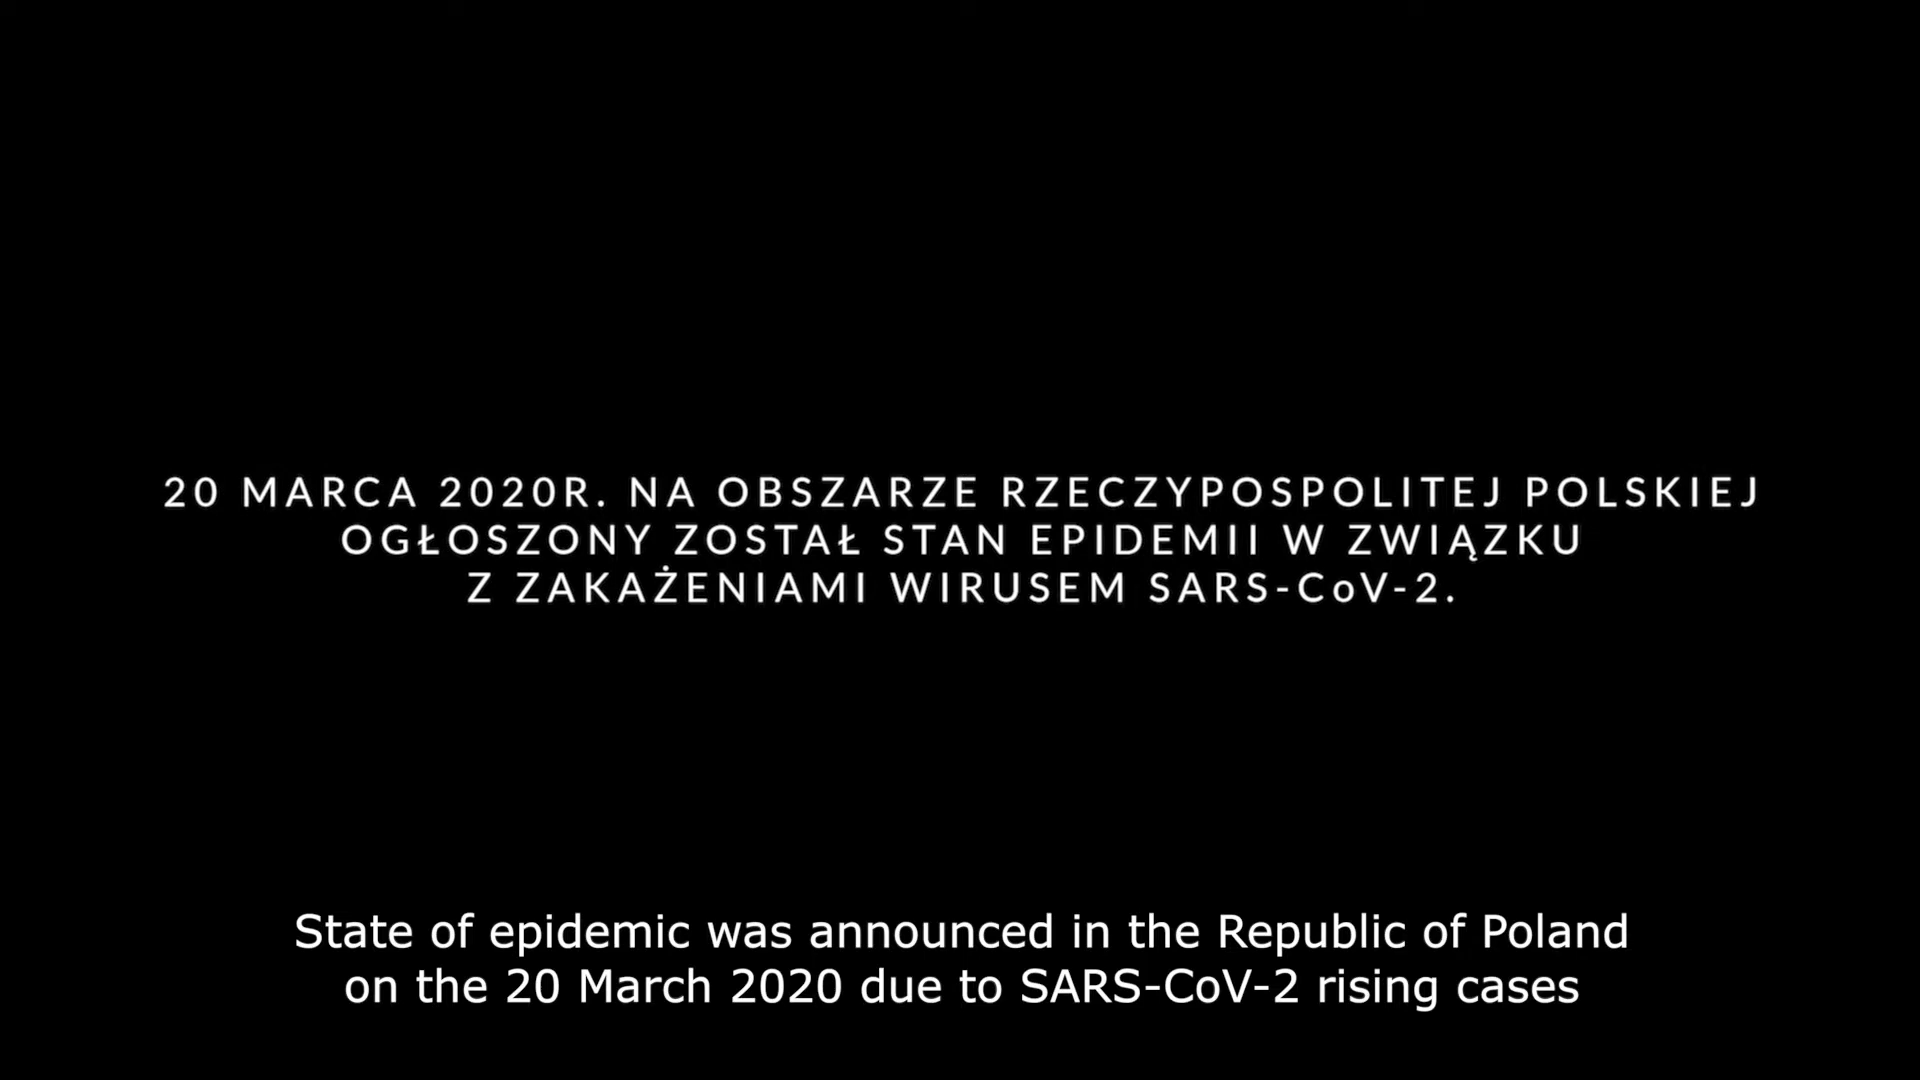 20 MARCA 2020R. NA OBSZARZE RZECZYPOSPOLITEJ POLSKIEJ
OGŁOSZONY ZOSTAŁ STAN EPIDEMII W ZWIĄZKU
Z ZAKAŻENIAMI WIRUSEM SARS-CoV-2.
State of epidemic was announced in the Republic of Poland
on the 20 March 2020 due to SARS-CoV-2 rising cases